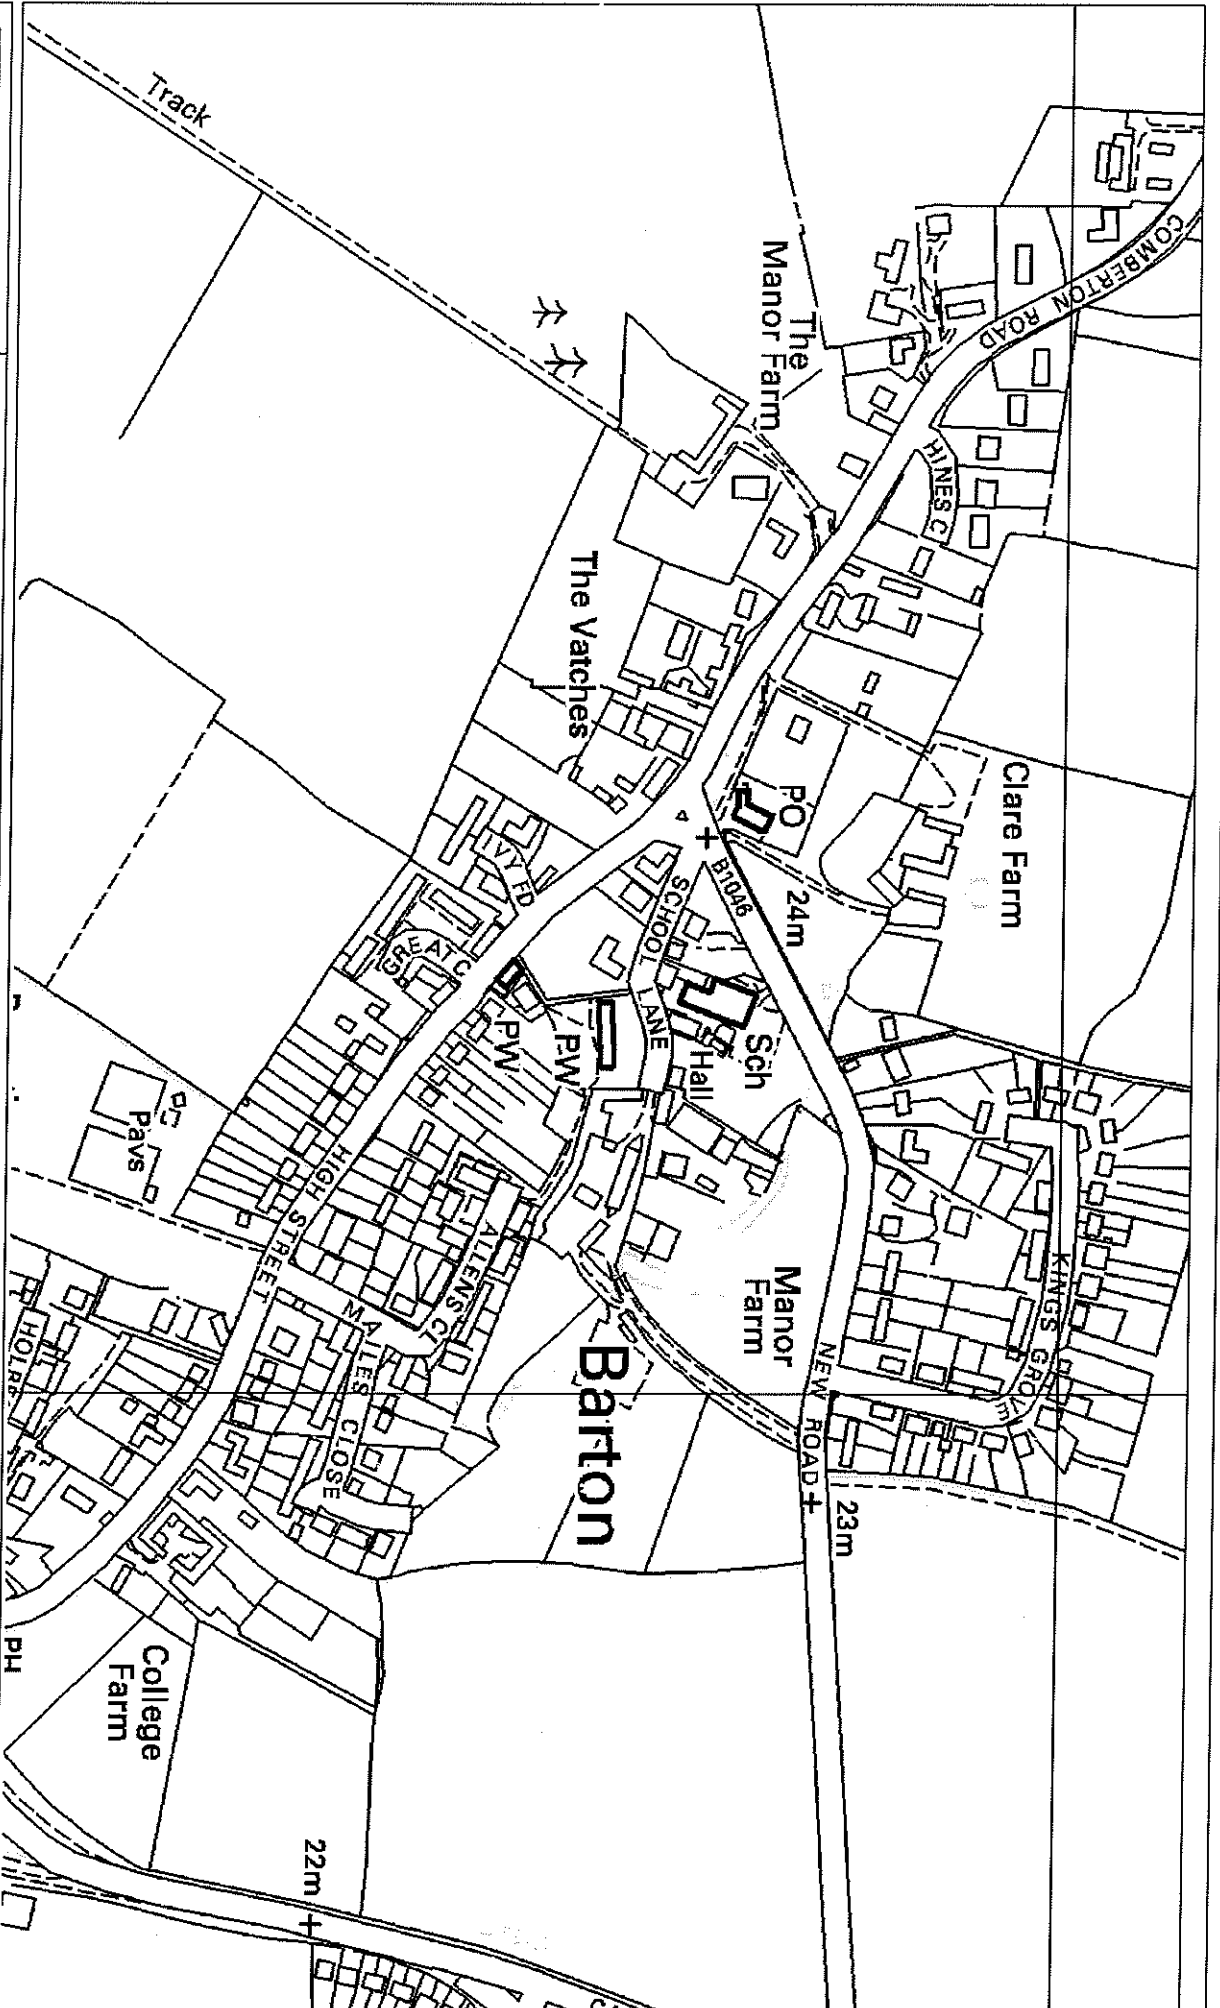 Track
COMBERTON ROAD
The
Manor Farm
HINES C
The Vatches
Clare Farm
PO
24m
B1046
IVY FD
SCHOOL LANE
GREAT C
Sch
Hall
PW
PW
Pavs
HIGH STREET
ALLENS CL
MAILES CLOSE
KINGS GROVE
Manor
Farm
NEW ROAD
23m
Barton
College
Farm
PH
22m